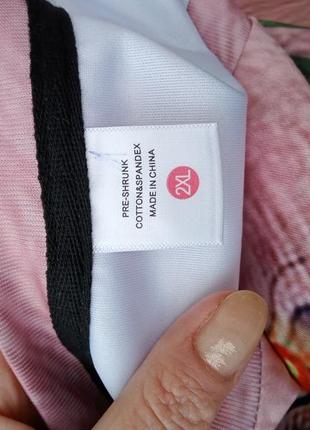 PRE-SHRUNK
COTTON&SPANDEX
MADE IN CHINA
2XL